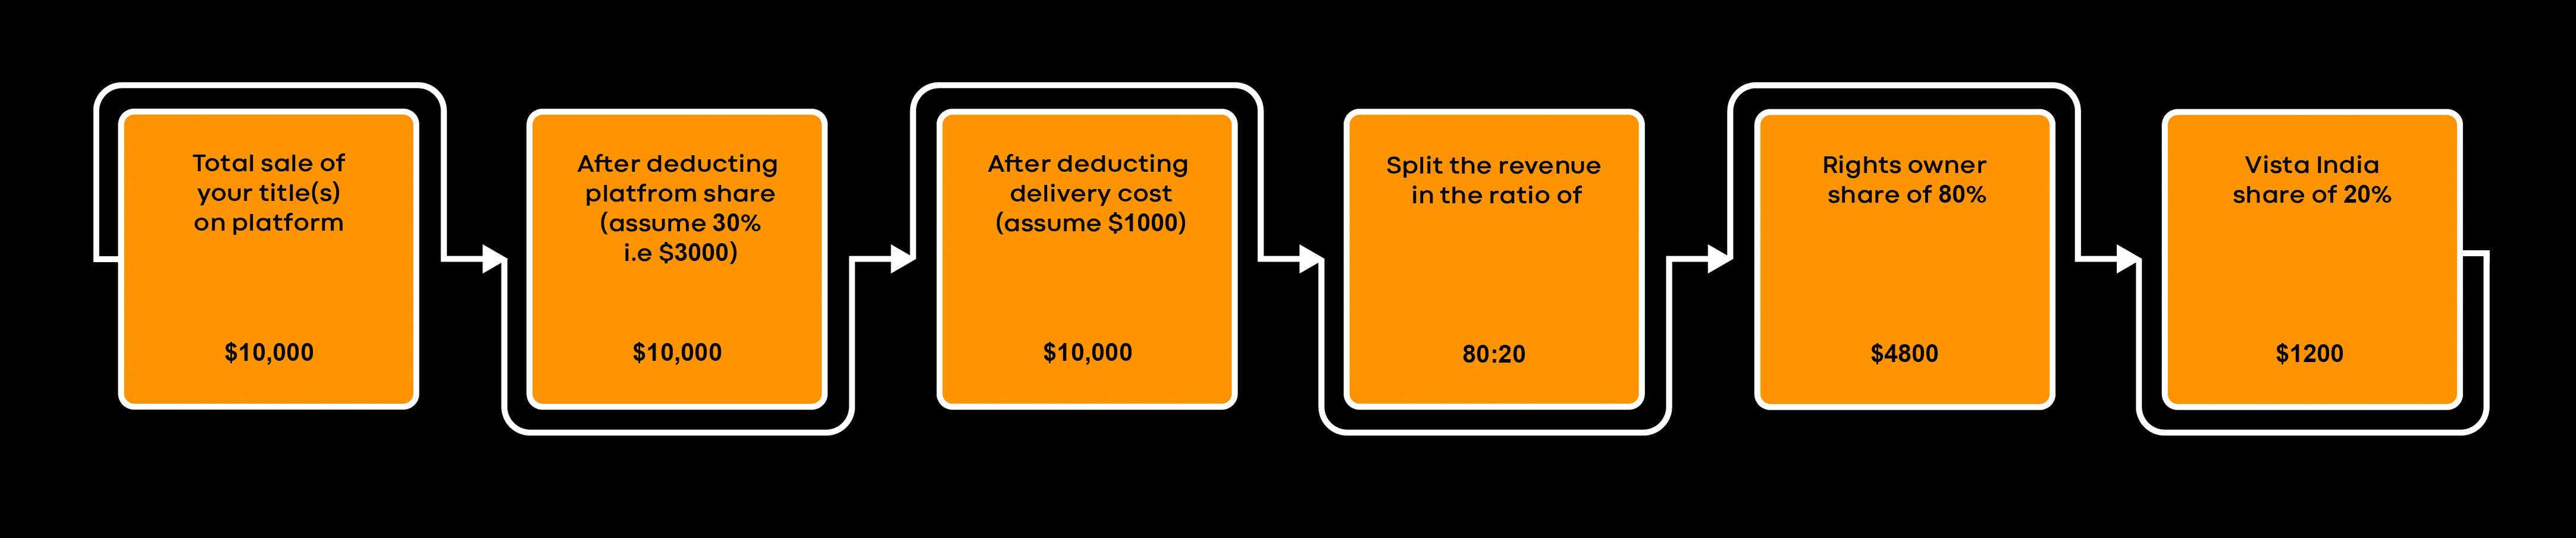 Total sale of
your title(s)
on platform
$10,000
After deducting
platfrom share
(assume 30%
i.e $3000)
$10,000
After deducting
delivery cost
(assume $1000)
$10,000
Split the revenue
in the ratio of
80:20
Rights owner
share of 80%
$4800
Vista India
share of 20%
$1200